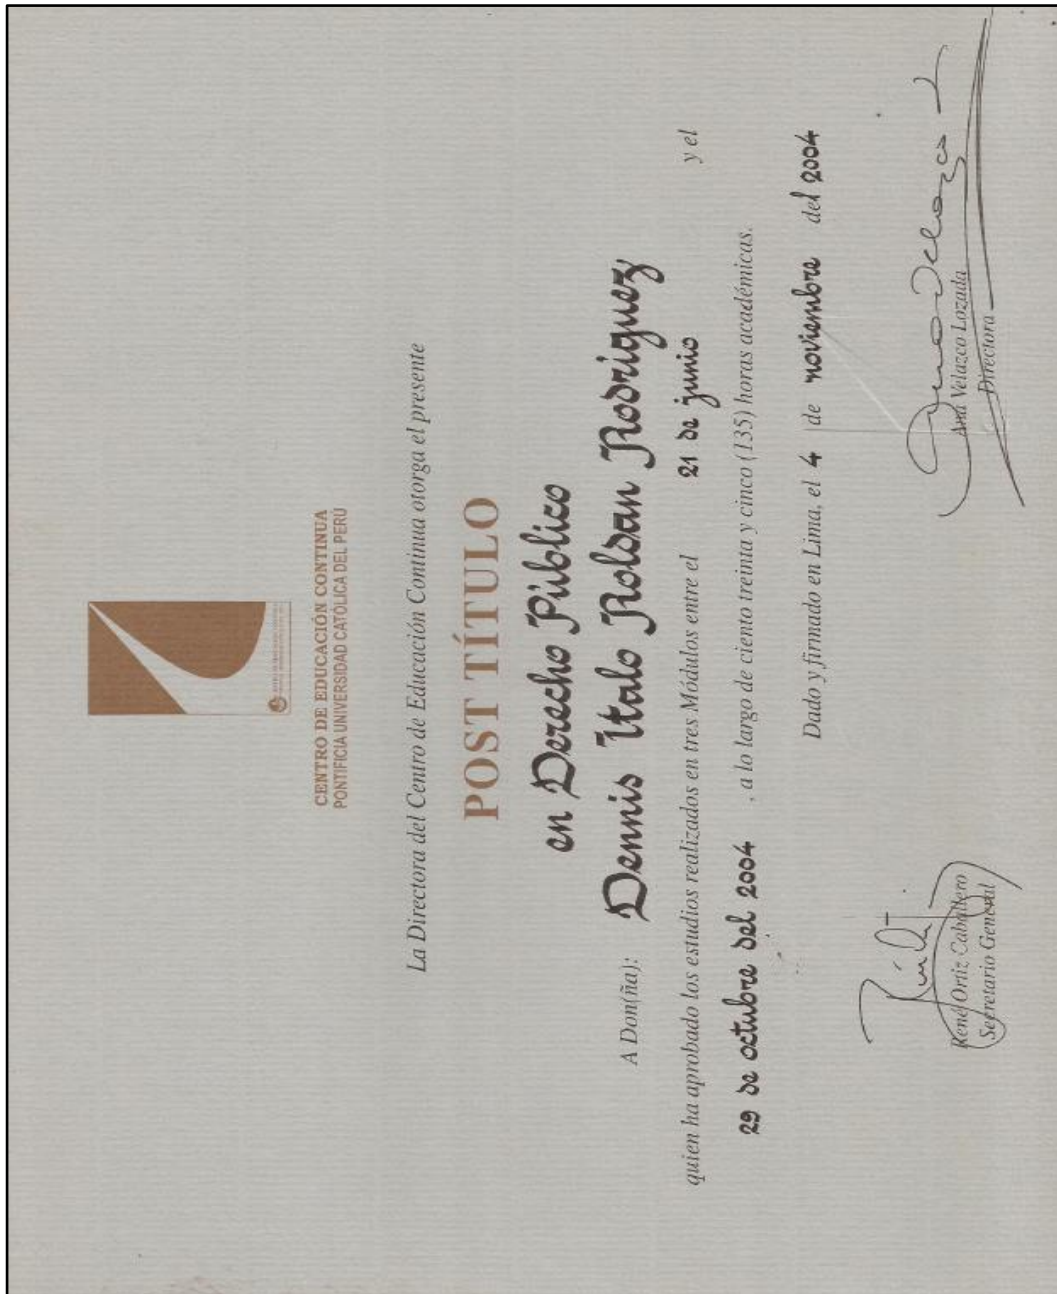 CENTRO DE EDUCACIÓN CONTINUA
PONTIFICIA UNIVERSIDAD CATÓLICA DEL PERÚ
La Directora del Centro de Educación Continua otorga el presente
POST TÍTULO
en Derecho Público
A Don(ña): Dennis Italo Roldan Rodriguez
quien ha aprobado los estudios realizados en tres Módulos entre el 21 de junio y el
29 de octubre del 2004 , a lo largo de ciento treinta y cinco (135) horas académicas.
Dado y firmado en Lima, el 4 de noviembre del 2004
René Ortiz Caballero
Secretario General
Ana Velazco Lozada
Directora